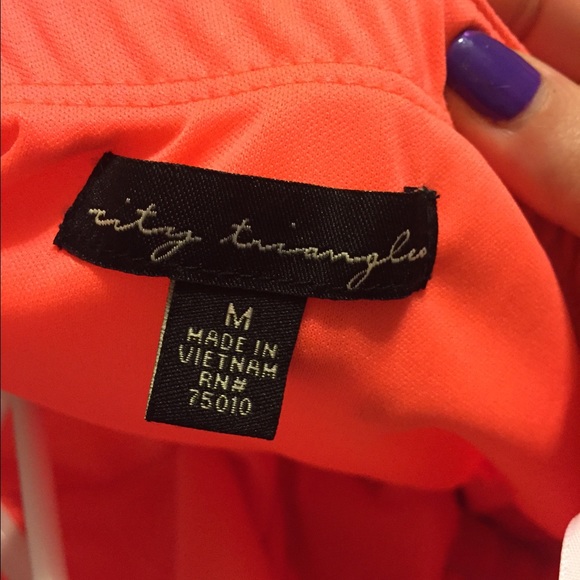 city triangles
M
MADE IN
VIETNAM
RN#
75010